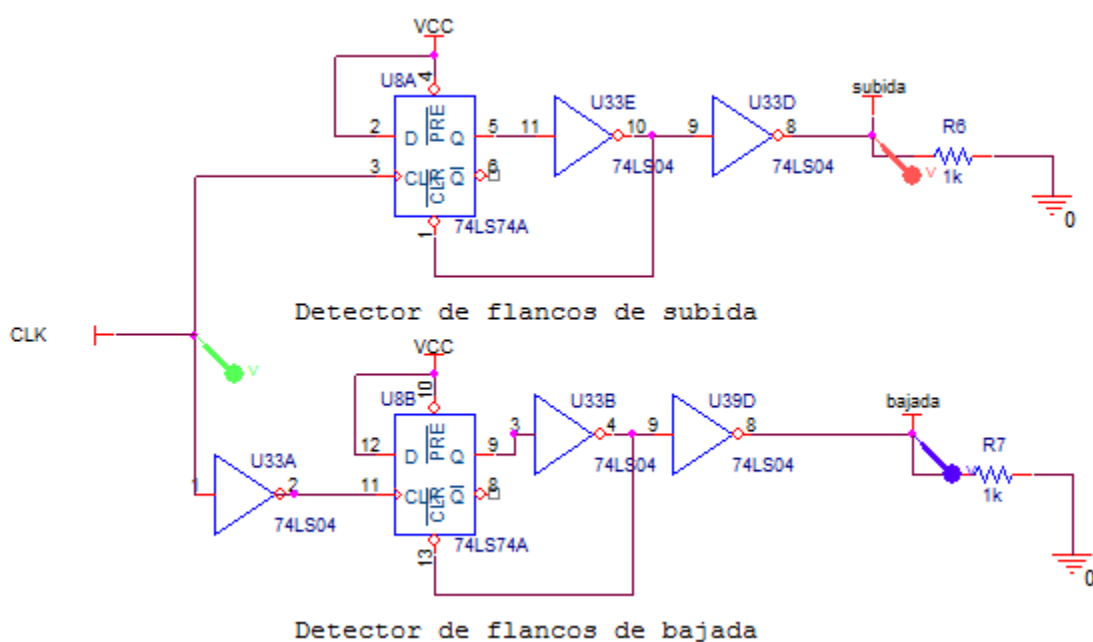 VCC
U8A
4
2
D
PRE
Q
5
3
CLK
CLR
Q
6
1
74LS74A
U33E
11
10
74LS04
U33D
9
8
74LS04
subida
V
R6
1k
0
Detector de flancos de subida
CLK
V
VCC
U8B
10
12
D
PRE
Q
9
11
CLK
CLR
Q
8
13
74LS74A
U33A
1
2
74LS04
U33B
3
4
74LS04
U39D
9
8
74LS04
bajada
V
R7
1k
0
Detector de flancos de bajada